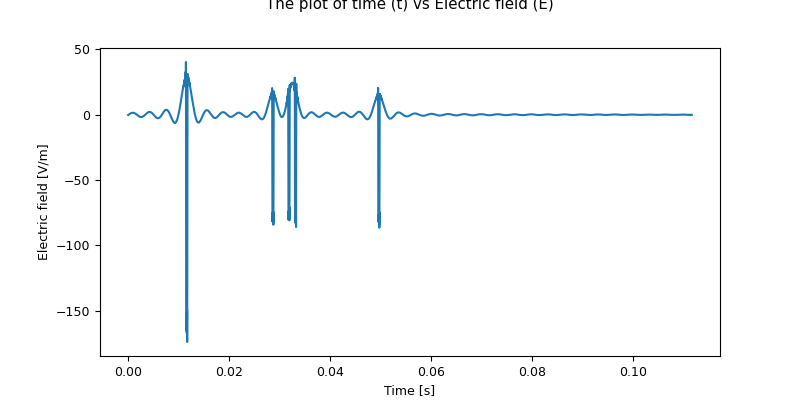 The plot of time (t) vs Electric field (E)
50
0
−50
−100
−150
Electric field [V/m]
0.00 0.02 0.04 0.06 0.08 0.10
Time [s]